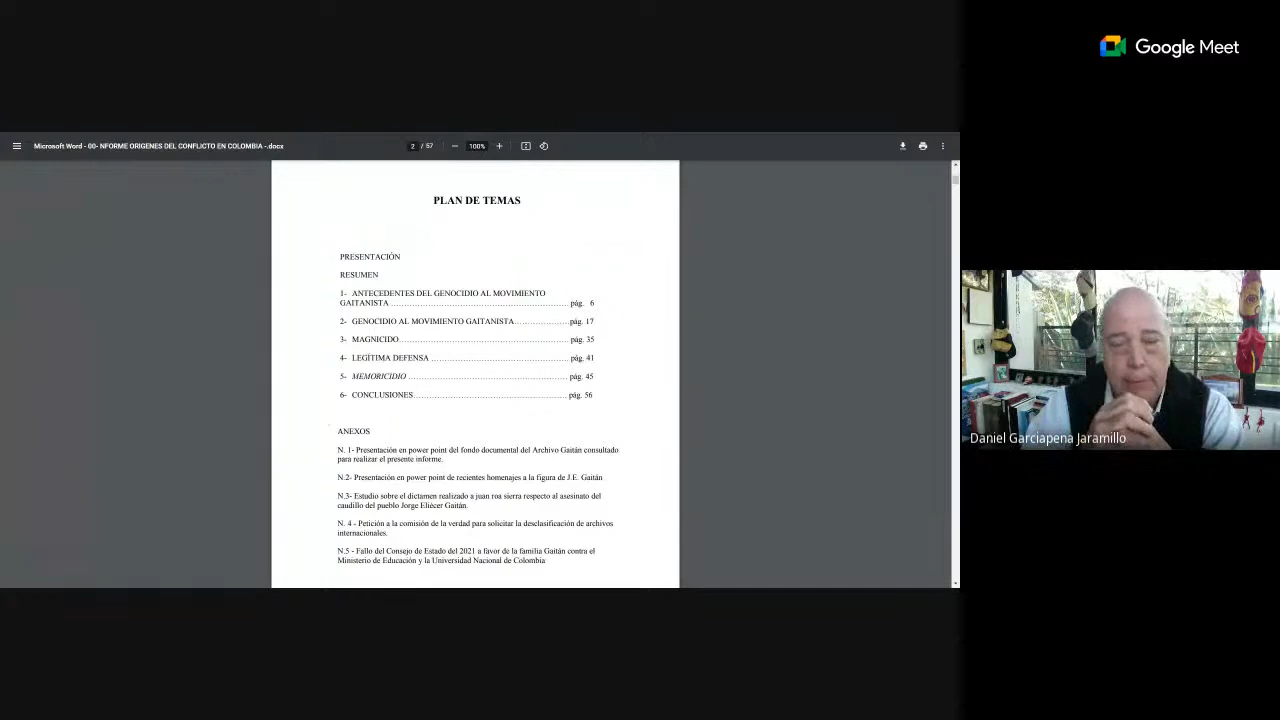 Google Meet
Microsoft Word - 00- NFORME ORIGENES DEL CONFLICTO EN COLOMBIA -.docx
2 / 57
100%
PLAN DE TEMAS
PRESENTACIÓN
RESUMEN
1- ANTECEDENTES DEL GENOCIDIO AL MOVIMIENTO
GAITANISTA ........................................................................ pág. 6
2- GENOCIDIO AL MOVIMIENTO GAITANISTA......................pág. 17
3- MAGNICIDO.................................................................... pág. 35
4- LEGÍTIMA DEFENSA ....................................................... pág. 41
5- MEMORICIDIO ................................................................ pág. 45
6- CONCLUSIONES.............................................................. pág. 56
ANEXOS
N. 1- Presentación en power point del fondo documental del Archivo Gaitán consultado
para realizar el presente informe.
N.2- Presentación en power point de recientes homenajes a la figura de J.E. Gaitán
N.3- Estudio sobre el dictamen realizado a juan roa sierra respecto al asesinato del
caudillo del pueblo Jorge Eliécer Gaitán.
N. 4 - Petición a la comisión de la verdad para solicitar la desclasificación de archivos
internacionales.
N.5 - Fallo del Consejo de Estado del 2021 a favor de la familia Gaitán contra el
Ministerio de Educación y la Universidad Nacional de Colombia
Daniel Garciapena Jaramillo